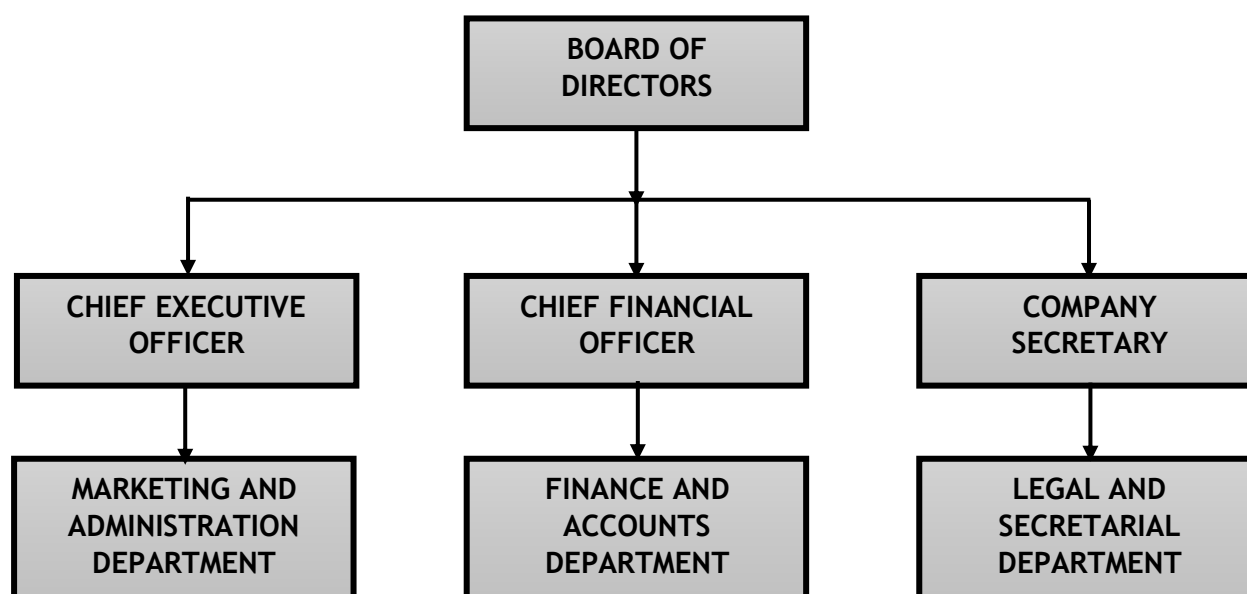 BOARD OF
DIRECTORS
CHIEF EXECUTIVE
OFFICER
CHIEF FINANCIAL
OFFICER
COMPANY
SECRETARY
MARKETING AND
ADMINISTRATION
DEPARTMENT
FINANCE AND
ACCOUNTS
DEPARTMENT
LEGAL AND
SECRETARIAL
DEPARTMENT